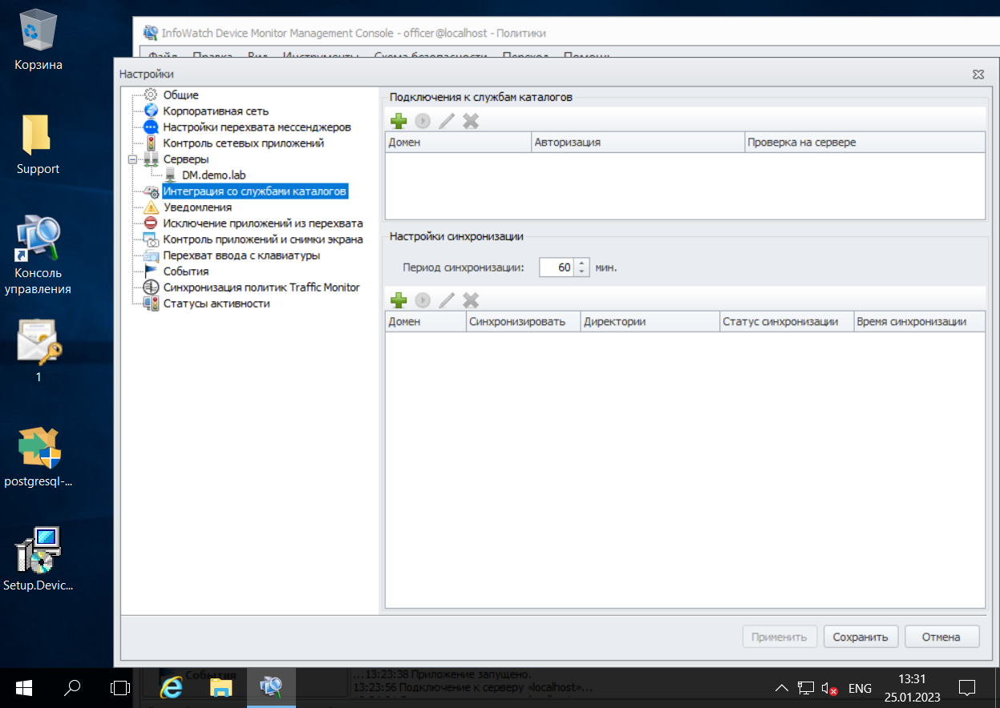 Корзина
Support
Консоль
управления
1
postgresql-...
Setup.Devic...
InfoWatch Device Monitor Management Console - officer@localhost - Политики
Файл Правка Вид Инструменты Схема безопасности Переход Помощь
Настройки
Общие
Корпоративная сеть
Настройки перехвата мессенджеров
Контроль сетевых приложений
Серверы
DM.demo.lab
Интеграция со службами каталогов
Уведомления
Исключение приложений из перехвата
Контроль приложений и снимки экрана
Перехват ввода с клавиатуры
События
Синхронизация политик Traffic Monitor
Статусы активности
Подключения к службам каталогов
Домен Авторизация Проверка на сервере
Настройки синхронизации
Период синхронизации: 60 мин.
Домен Синхронизировать Директории Статус синхронизации Время синхронизации
Применить Сохранить Отмена
События
...13:23:38 Приложение запущено.
13:23:56 Подключение к серверу «localhost»...
ENG
13:31
25.01.2023